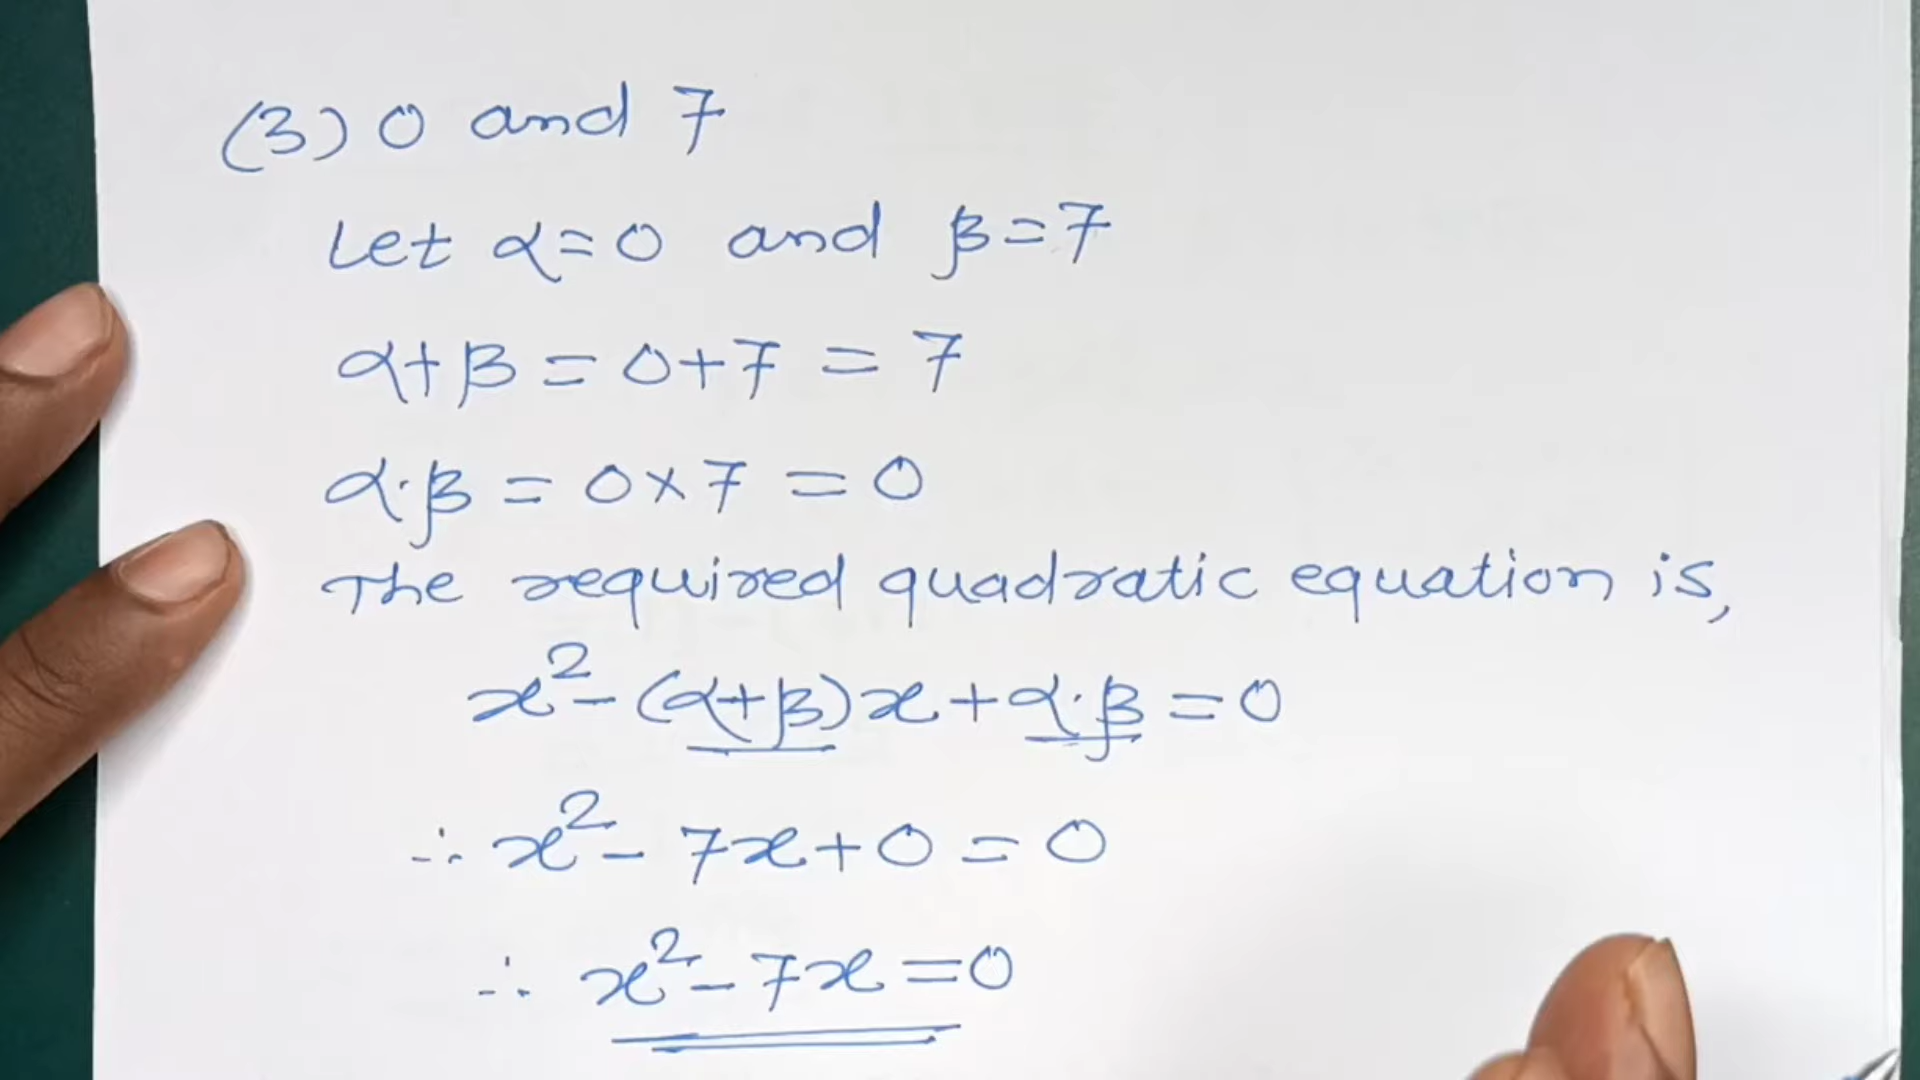 (3) 0 and 7
Let α=0 and β=7
α+β = 0+7 = 7
α·β = 0×7 = 0
The required quadratic equation is,
x²-(α+β)x+α·β=0
∴ x²- 7x+0=0
∴ x²-7x=0